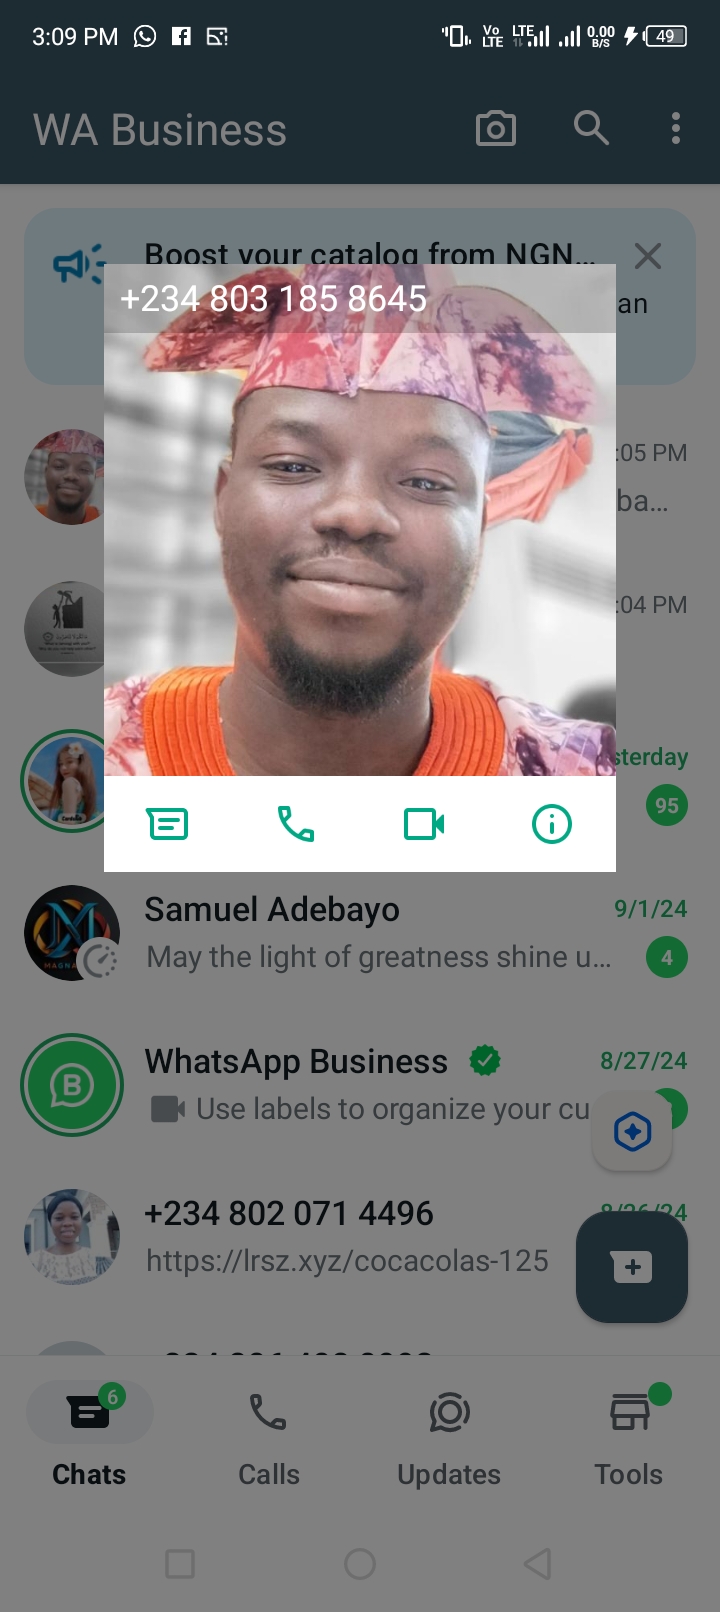 3:09 PM
Vo LTE LTE 0.00 B/S 49
WA Business
Boost your catalog from NGN...
an
+234 803 185 8645
:05 PM
ba...
:04 PM
sterday
95
Samuel Adebayo
9/1/24
May the light of greatness shine u...
4
WhatsApp Business
8/27/24
Use labels to organize your cu
+234 802 071 4496
8/26/24
https://lrsz.xyz/cocacolas-125
6
Chats
Calls
Updates
Tools